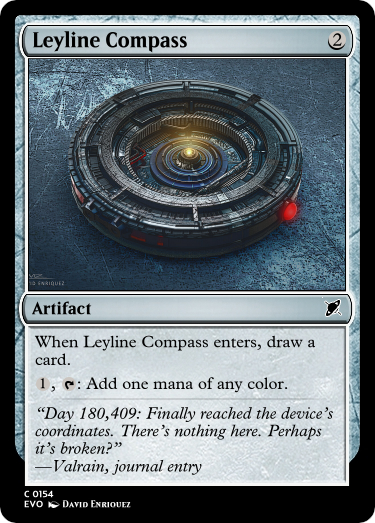 Leyline Compass 2
Artifact
When Leyline Compass enters, draw a
card.
1, : Add one mana of any color.
“Day 180,409: Finally reached the device’s
coordinates. There’s nothing here. Perhaps
it’s broken?”
—Valrain, journal entry
C 0154
EVO David Enriquez